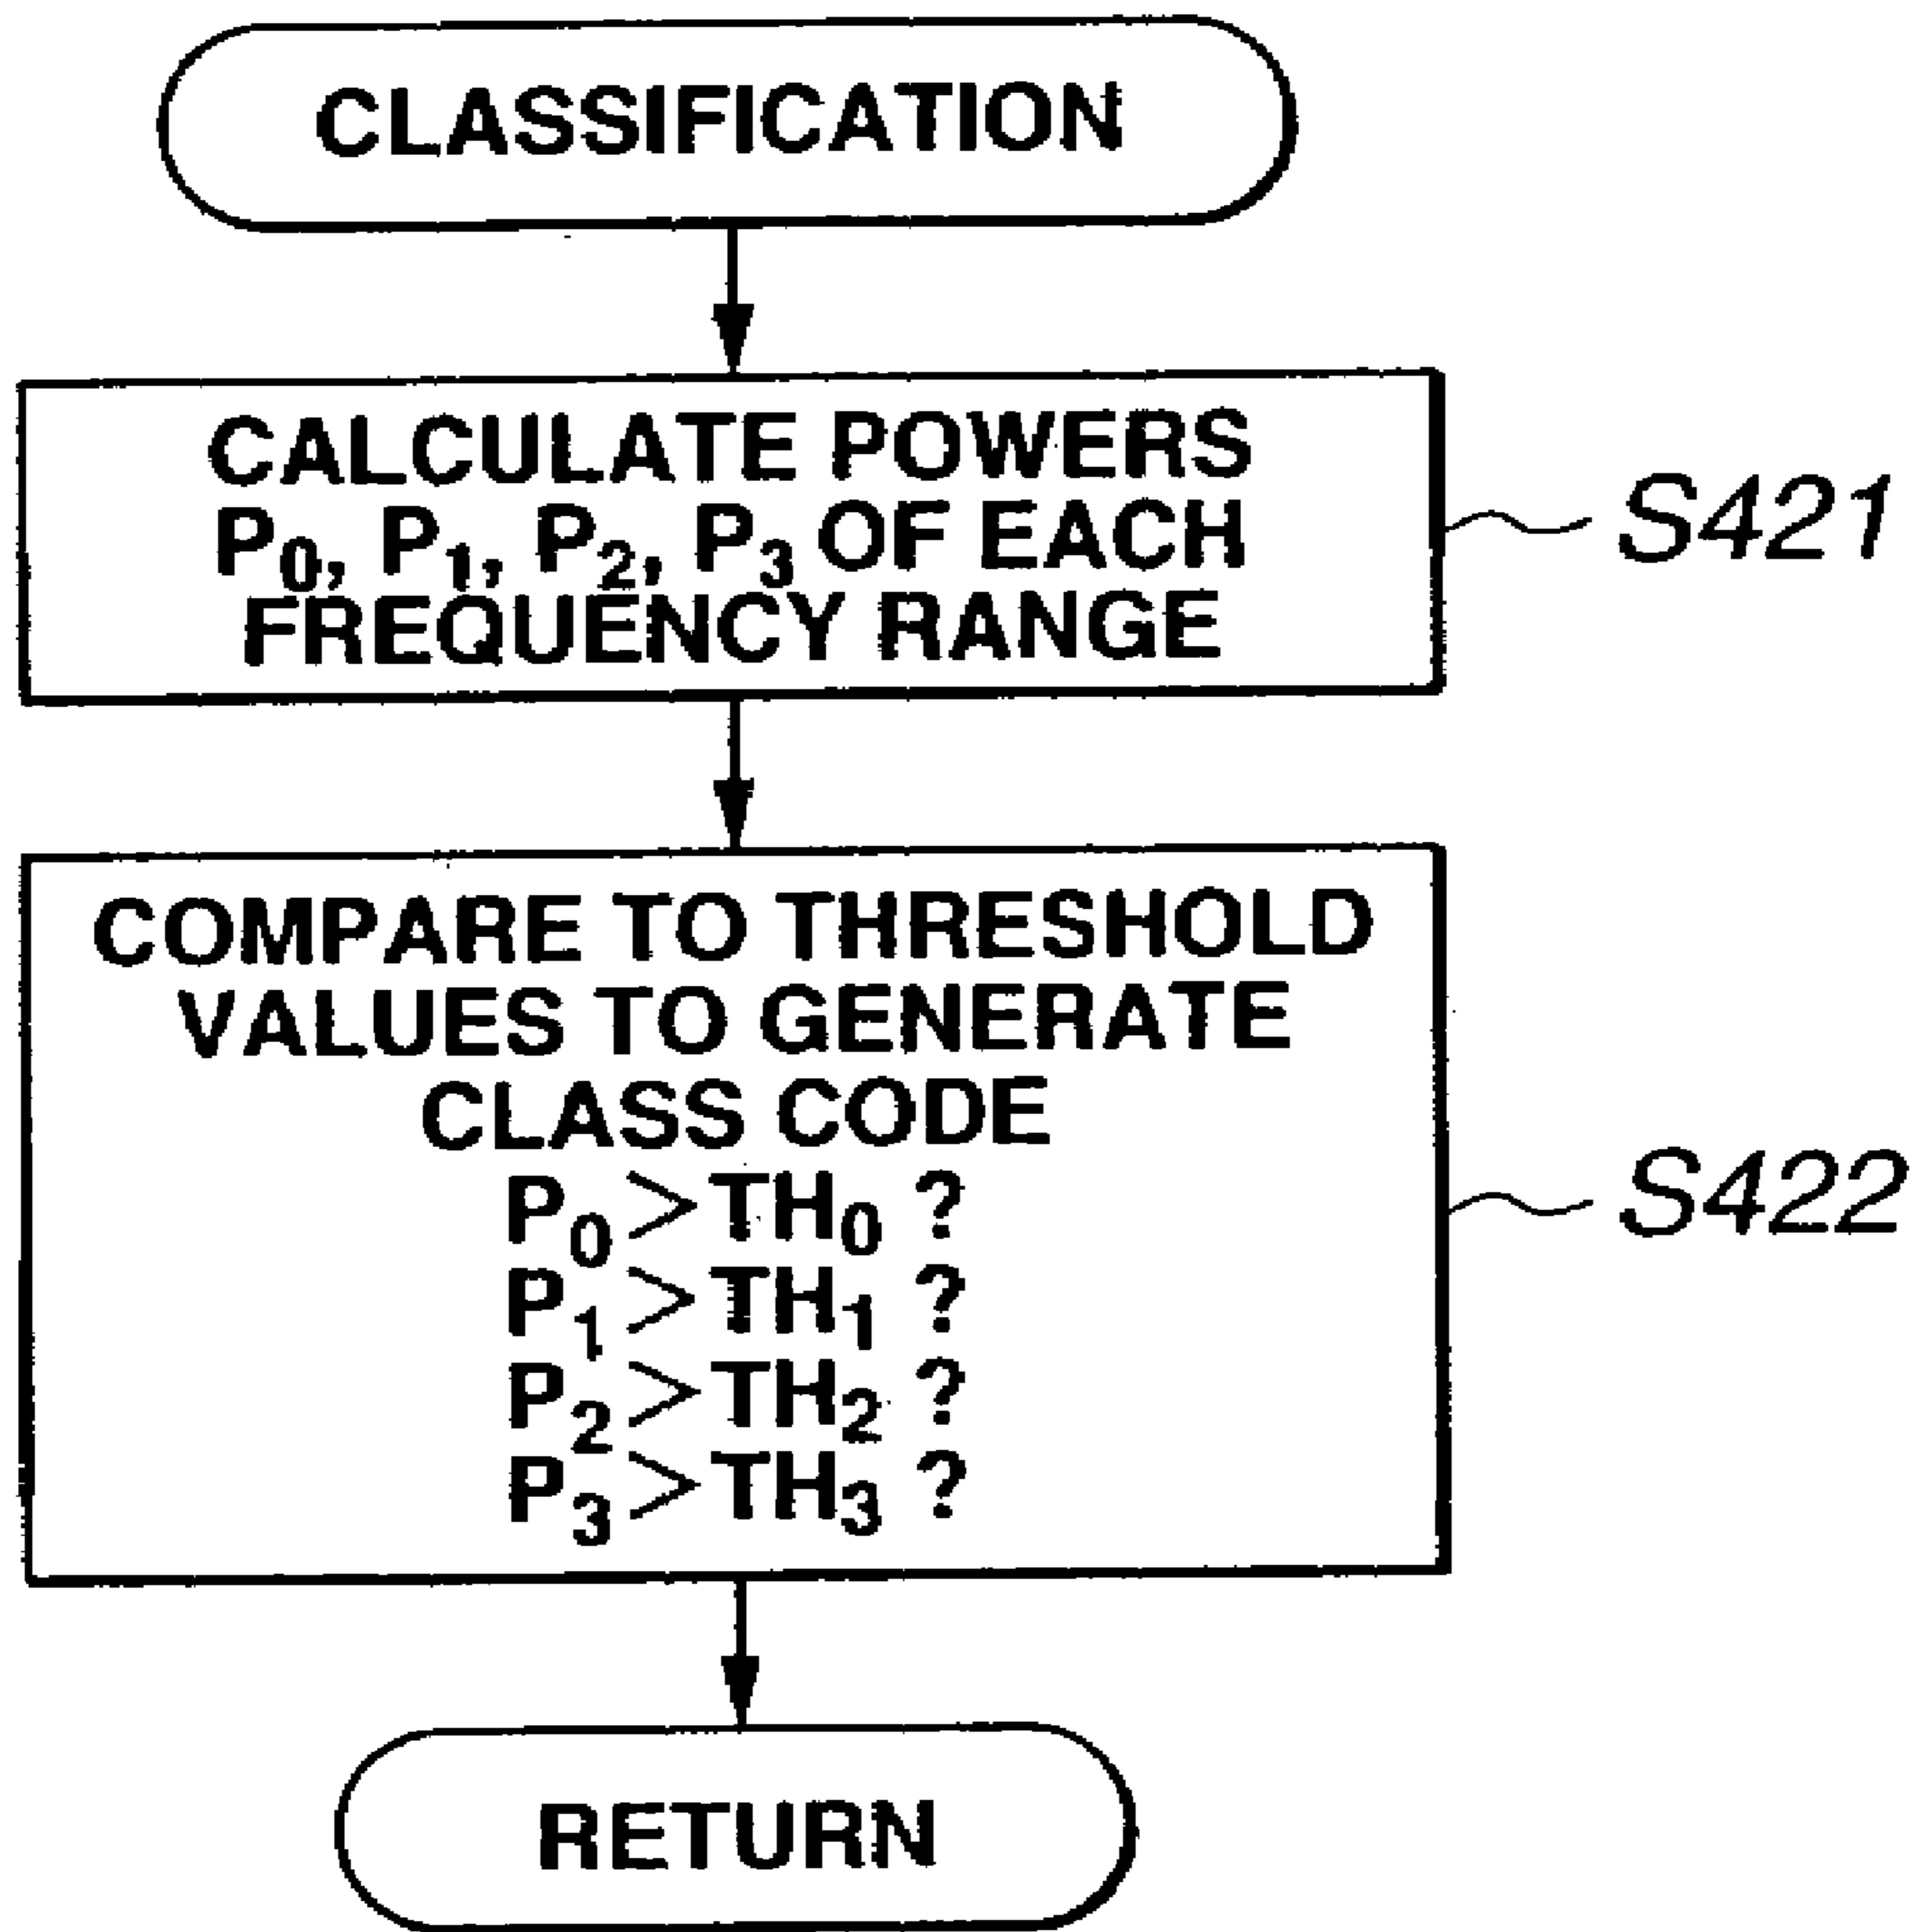 CLASSIFICATION
CALCULATE POWERS
P₀, P₁, P₂, P₃ OF EACH
FREQUENCY RANGE
S421
COMPARE TO THRESHOLD
VALUES TO GENERATE
CLASS CODE
P₀ > TH₀ ?
P₁ > TH₁ ?
P₂ > TH₂ ?
P₃ > TH₃ ?
S422
RETURN